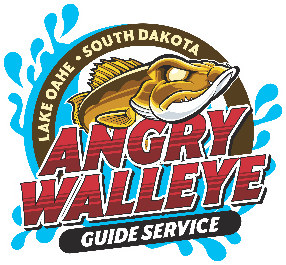 LAKE OAHE • SOUTH DAKOTA
ANGRY
WALLEYE
GUIDE SERVICE